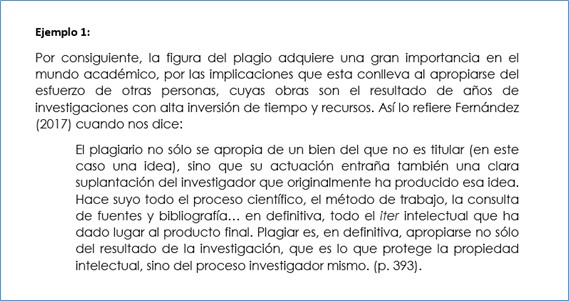 Ejemplo 1:
Por consiguiente, la figura del plagio adquiere una gran importancia en el
mundo académico, por las implicaciones que esta conlleva al apropiarse del
esfuerzo de otras personas, cuyas obras son el resultado de años de
investigaciones con alta inversión de tiempo y recursos. Así lo refiere Fernández
(2017) cuando nos dice:
El plagiario no sólo se apropia de un bien del que no es titular (en este
caso una idea), sino que su actuación entraña también una clara
suplantación del investigador que originalmente ha producido esa idea.
Hace suyo todo el proceso científico, el método de trabajo, la consulta
de fuentes y bibliografía… en definitiva, todo el iter intelectual que ha
dado lugar al producto final. Plagiar es, en definitiva, apropiarse no sólo
del resultado de la investigación, que es lo que protege la propiedad
intelectual, sino del proceso investigador mismo. (p. 393).